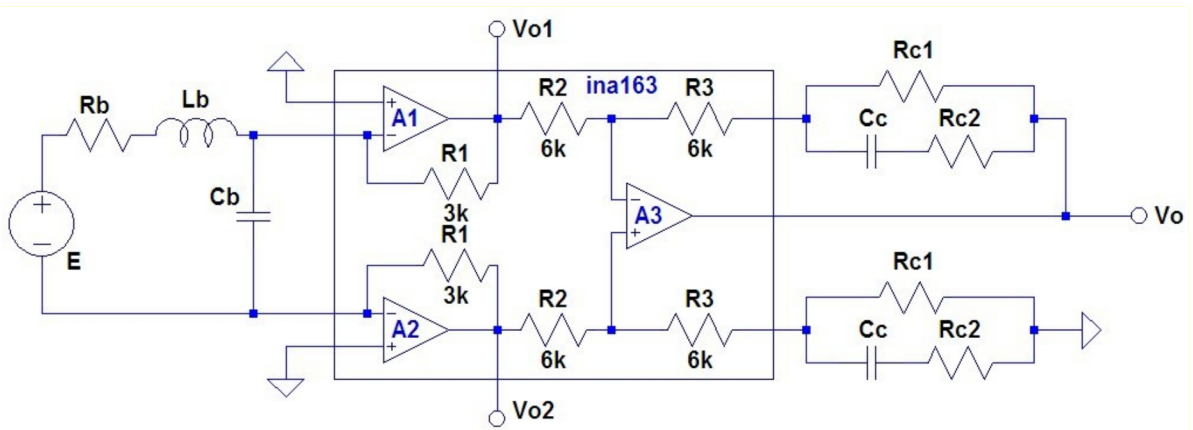 Vo1
ina163
Rb
Lb
Cb
E
+
−
+
A1
−
R1
3k
R2
6k
R3
6k
Rc1
Cc
Rc2
−
A3
+
Vo
R1
3k
−
A2
+
R2
6k
R3
6k
Rc1
Cc
Rc2
Vo2